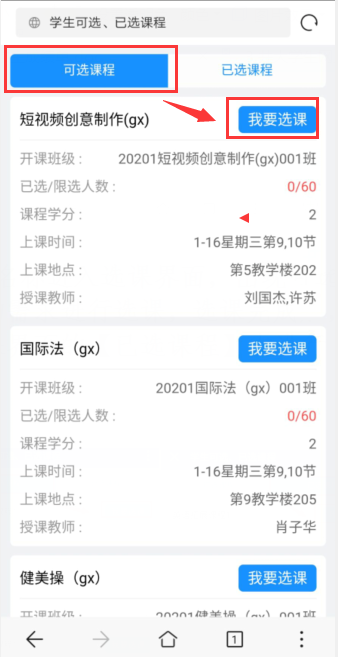 学生可选、已选课程
可选课程 已选课程
短视频创意制作(gx) 我要选课
开课班级： 20201短视频创意制作(gx)001班
已选/限选人数： 0/60
课程学分： 2
上课时间： 1-16星期三第9,10节
上课地点： 第5教学楼202
授课教师： 刘国杰,许苏
国际法（gx） 我要选课
开课班级： 20201国际法（gx）001班
已选/限选人数： 0/60
课程学分： 2
上课时间： 1-16星期三第9,10节
上课地点： 第9教学楼205
授课教师： 肖子华
健美操（gx） 我要选课
开课班级： 20201健美操（gx）001班
1